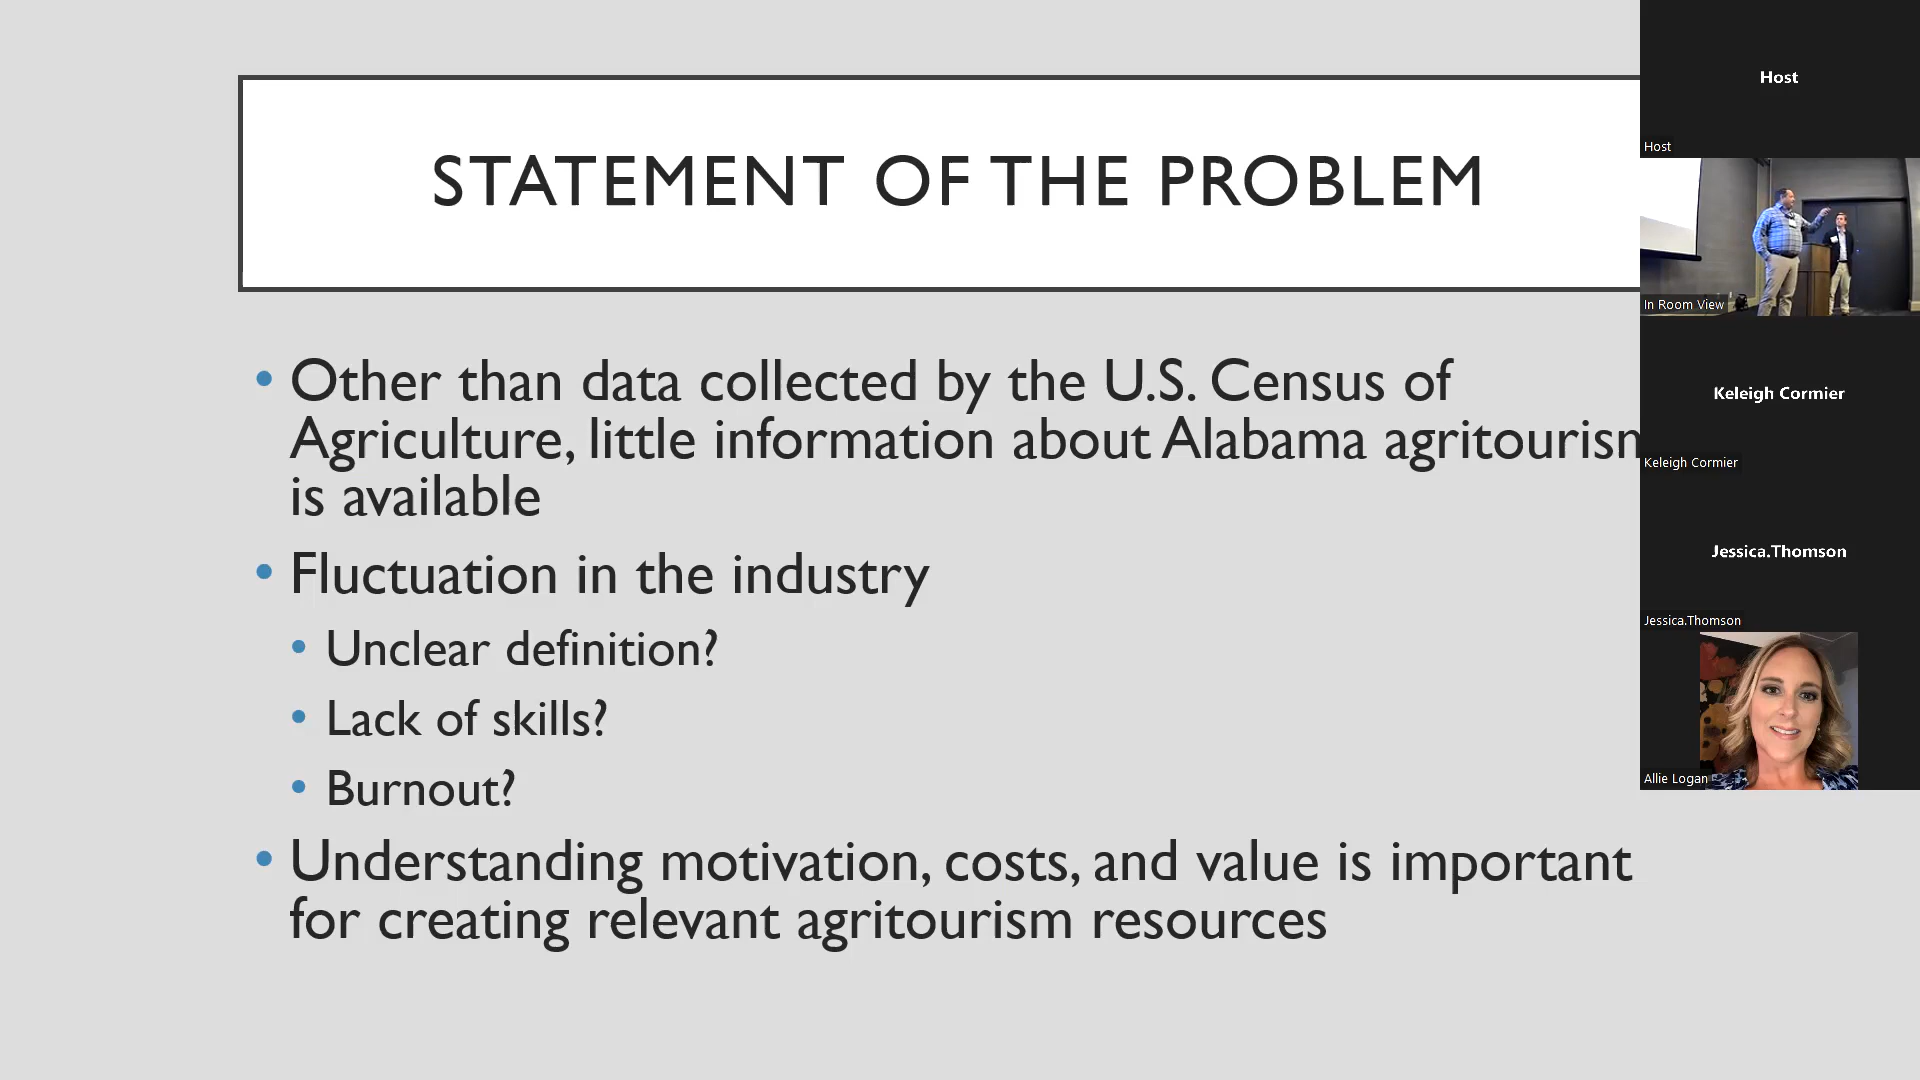 STATEMENT OF THE PROBLEM
• Other than data collected by the U.S. Census of
Agriculture, little information about Alabama agritourism
is available
• Fluctuation in the industry
• Unclear definition?
• Lack of skills?
• Burnout?
• Understanding motivation, costs, and value is important
for creating relevant agritourism resources
Host
Host
In Room View
Keleigh Cormier
Keleigh Cormier
Jessica.Thomson
Jessica.Thomson
Allie Logan